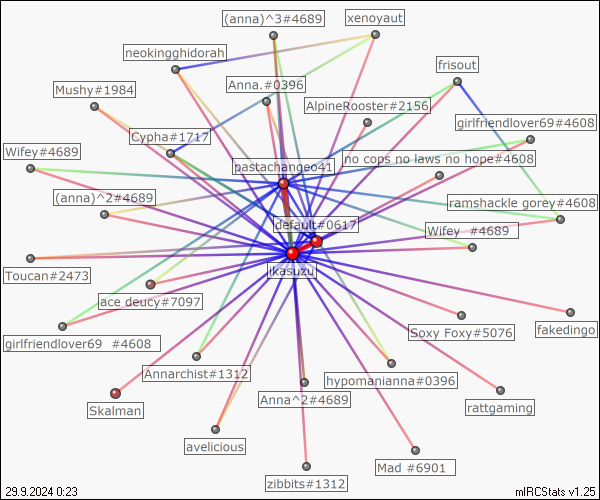 (anna)^3#4689
xenoyaut
neokingghidorah
frisout
Mushy#1984
Anna.#0396
AlpineRooster#2156
girlfriendlover69#4608
Cypha#1717
Wifey#4689
pastachangeo41
no cops no laws no hope#4608
(anna)^2#4689
ramshackle gorey#4608
default#0617
Wifey  #4689
Toucan#2473
ikasuzu
ace deucy#7097
girlfriendlover69  #4608
Soxy Foxy#5076
fakedingo
Annarchist#1312
hypomanianna#0396
Skalman
Anna^2#4689
rattgaming
avelicious
Mad #6901
zibbits#1312
29.9.2024 0:23
mIRCStats v1.25